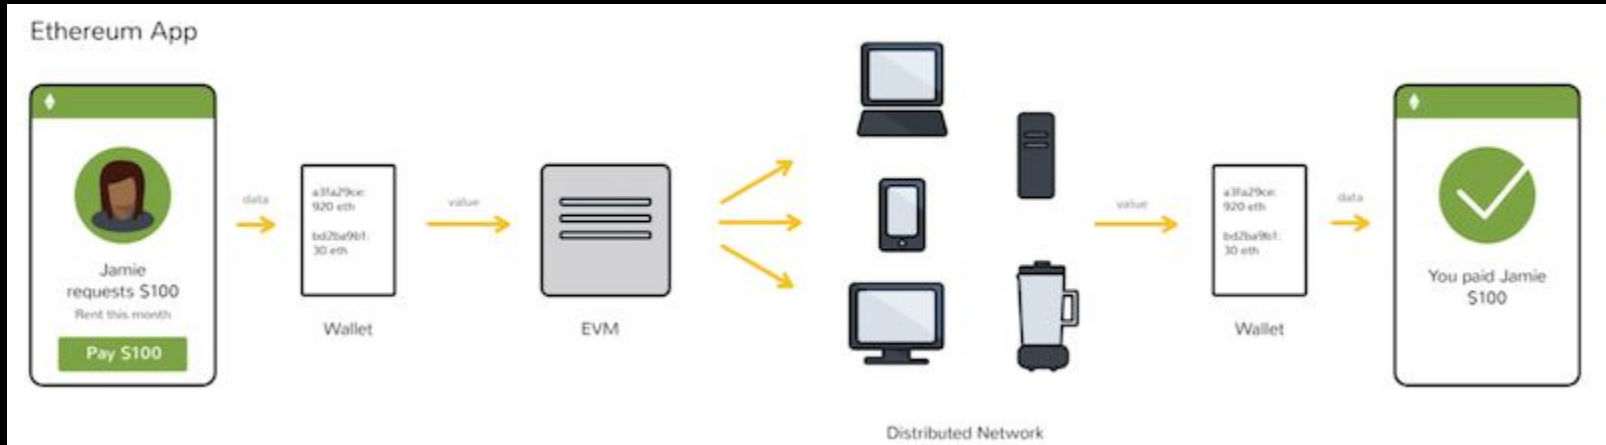 Ethereum App
Jamie
requests $100
Rent this month
Pay $100
data
a3fa29ce:
920 eth
bd2ba9b1:
30 eth
Wallet
value
EVM
Distributed Network
value
a3fa29ce:
920 eth
bd2ba9b1:
30 eth
Wallet
data
You paid Jamie
$100